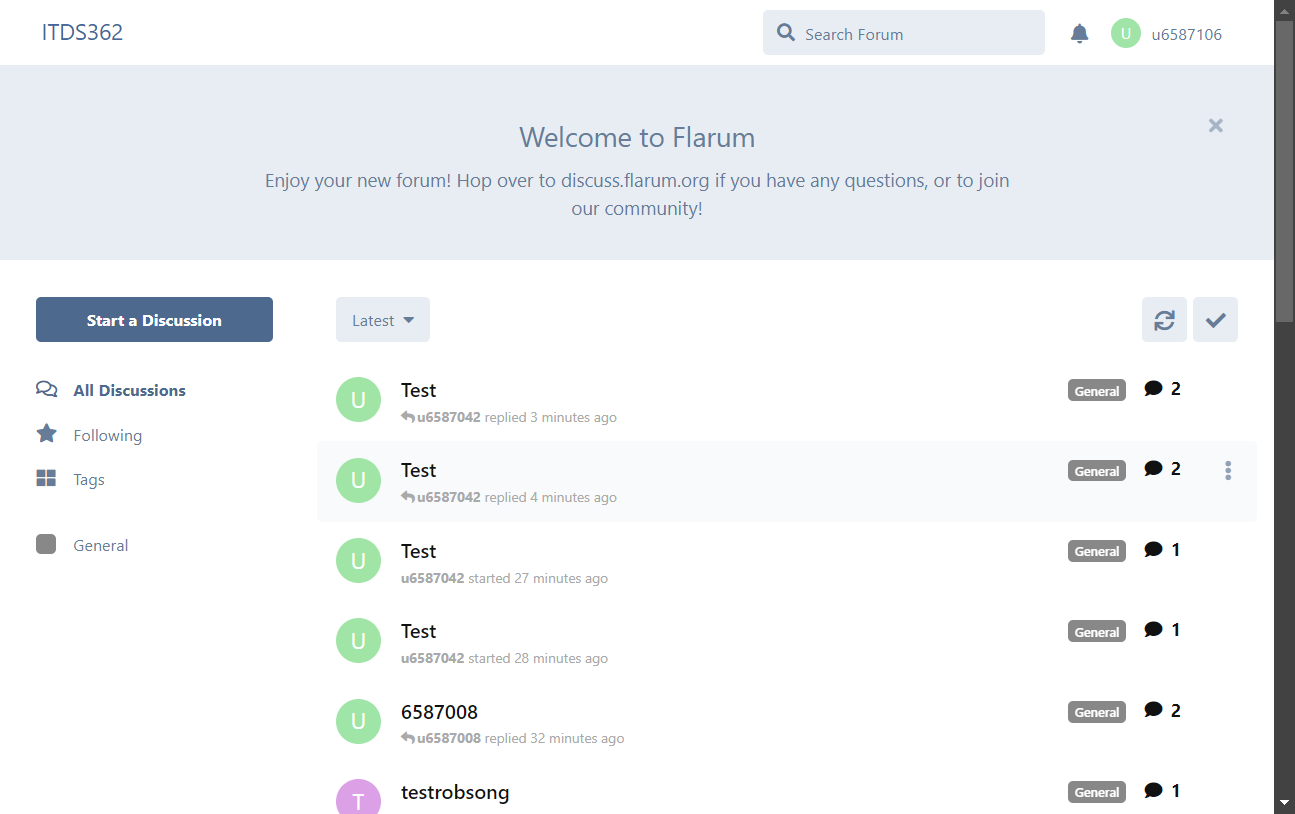 ITDS362
Search Forum
U
u6587106
Welcome to Flarum
Enjoy your new forum! Hop over to discuss.flarum.org if you have any questions, or to join
our community!
Start a Discussion
All Discussions
Following
Tags
General
Latest
U
Test
u6587042 replied 3 minutes ago
General
2
U
Test
u6587042 replied 4 minutes ago
General
2
U
Test
u6587042 started 27 minutes ago
General
1
U
Test
u6587042 started 28 minutes ago
General
1
U
6587008
u6587008 replied 32 minutes ago
General
2
T
testrobsong
General
1